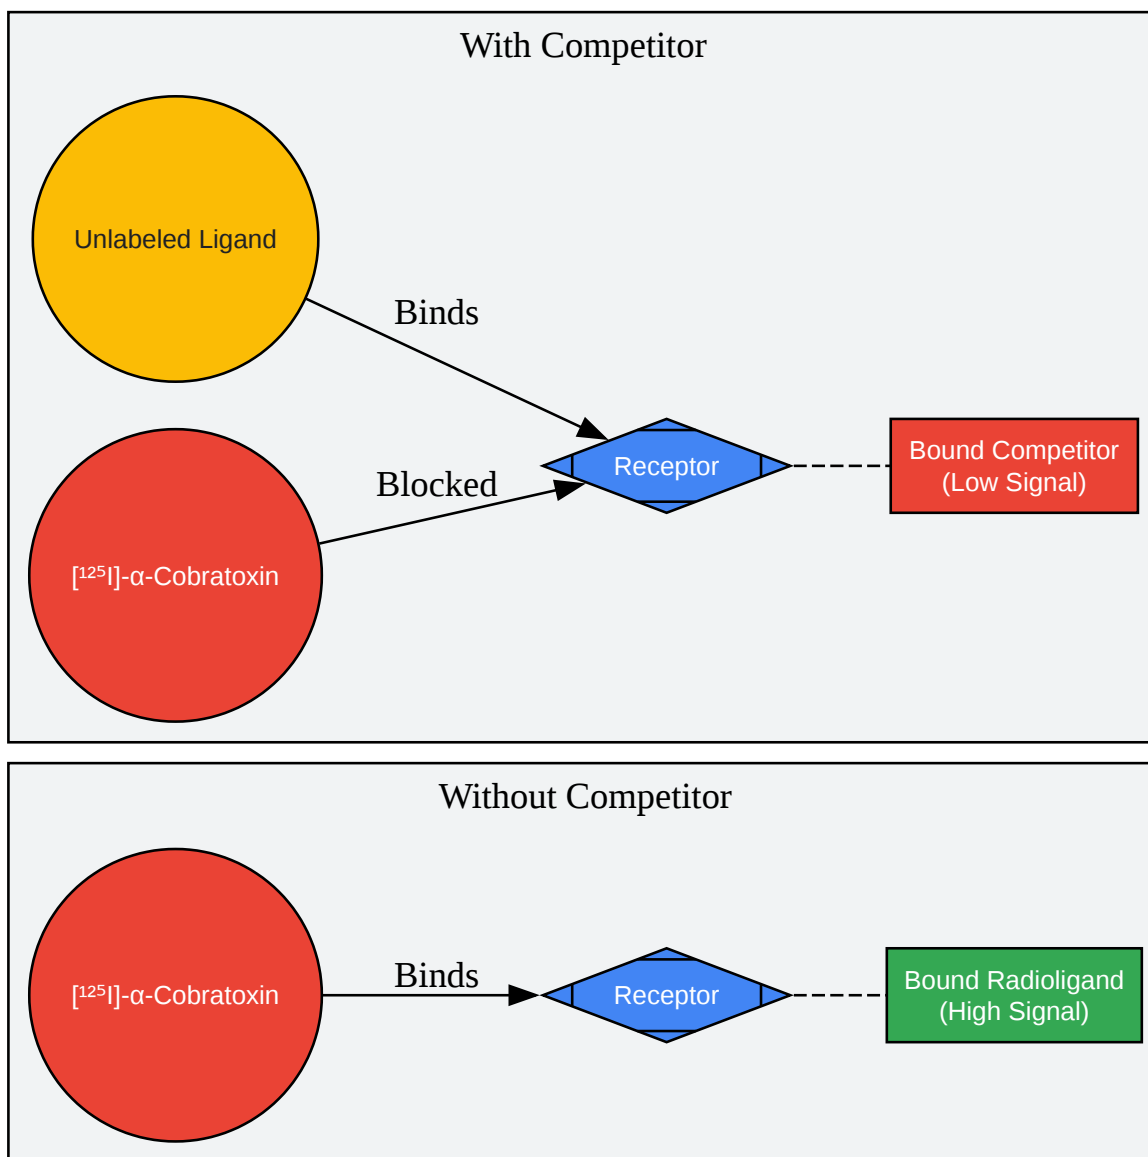 With Competitor
Unlabeled Ligand
Binds
Blocked
Receptor
Bound Competitor
(Low Signal)
[¹²⁵I]-α-Cobratoxin
Without Competitor
[¹²⁵I]-α-Cobratoxin
Binds
Receptor
Bound Radioligand
(High Signal)